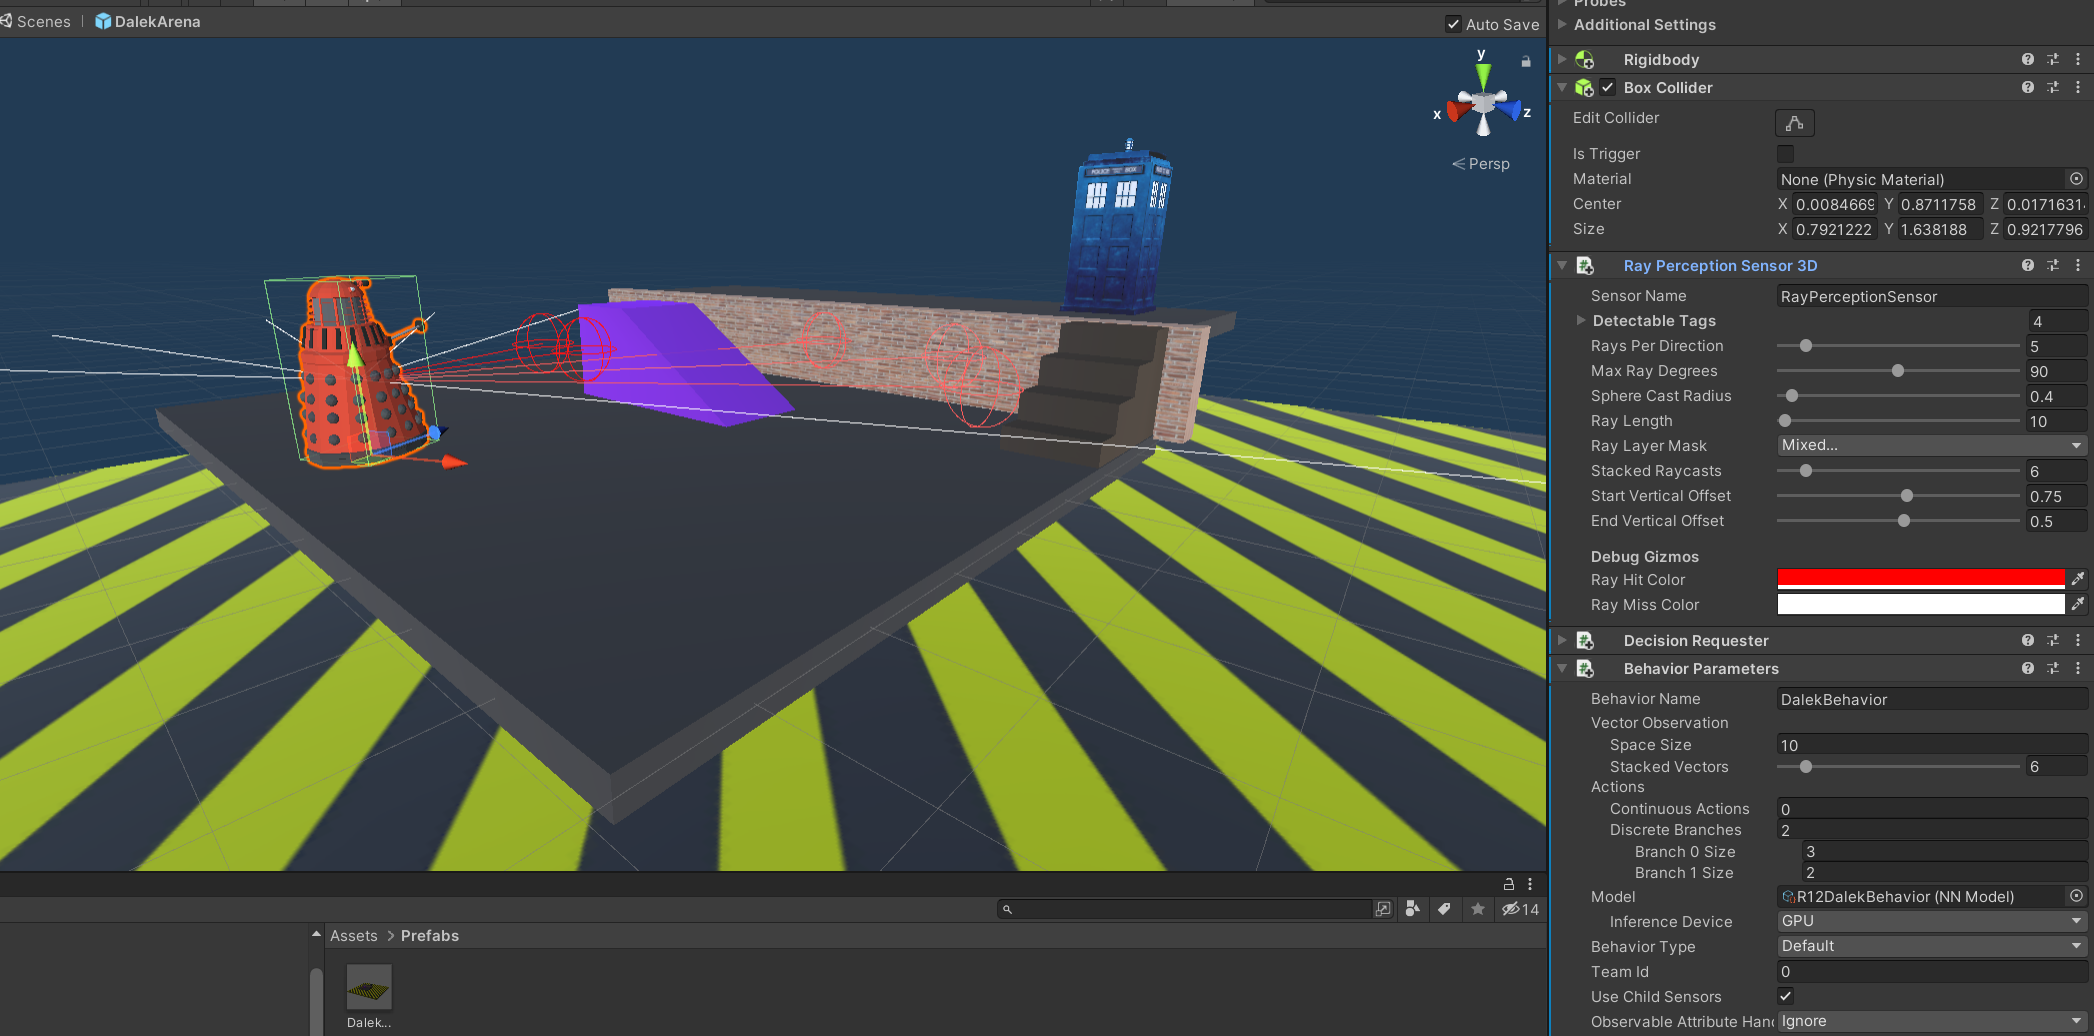 Scenes
DalekArena
Auto Save
y
x
z
Persp
POLICE BOX
14
Assets > Prefabs
Dalek...
Probes
Additional Settings
Rigidbody
Box Collider
Edit Collider
Is Trigger
Material None (Physic Material)
Center X 0.0084669 Y 0.8711758 Z 0.0171631
Size X 0.7921222 Y 1.638188 Z 0.9217796
Ray Perception Sensor 3D
Sensor Name RayPerceptionSensor
Detectable Tags 4
Rays Per Direction 5
Max Ray Degrees 90
Sphere Cast Radius 0.4
Ray Length 10
Ray Layer Mask Mixed...
Stacked Raycasts 6
Start Vertical Offset 0.75
End Vertical Offset 0.5
Debug Gizmos
Ray Hit Color
Ray Miss Color
Decision Requester
Behavior Parameters
Behavior Name DalekBehavior
Vector Observation
Space Size 10
Stacked Vectors 6
Actions
Continuous Actions 0
Discrete Branches 2
Branch 0 Size 3
Branch 1 Size 2
Model R12DalekBehavior (NN Model)
Inference Device GPU
Behavior Type Default
Team Id 0
Use Child Sensors
Observable Attribute Han Ignore